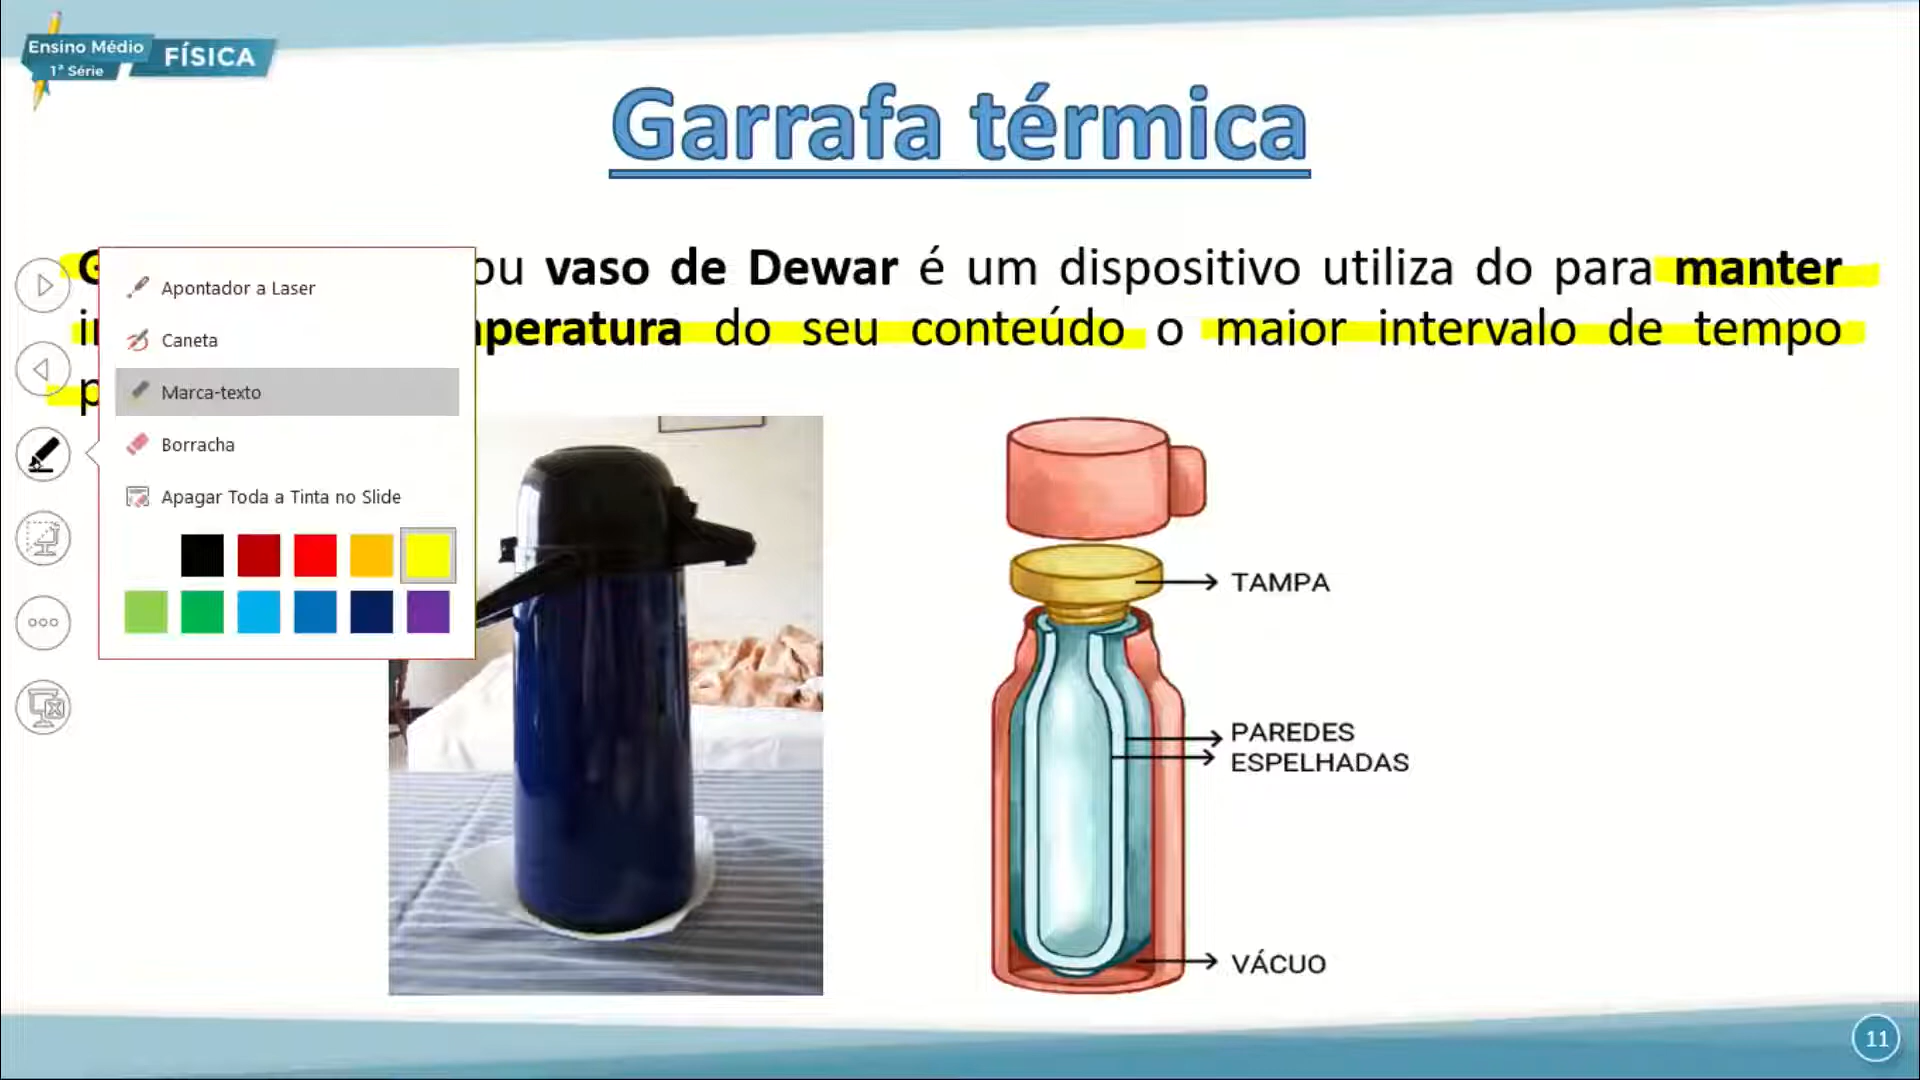 Ensino Médio
1ª Série
FÍSICA
Garrafa térmica
ou vaso de Dewar é um dispositivo utiliza do para manter
peratura do seu conteúdo o maior intervalo de tempo
Apontador a Laser
Caneta
Marca-texto
Borracha
Apagar Toda a Tinta no Slide
TAMPA
PAREDES
ESPELHADAS
VÁCUO
11